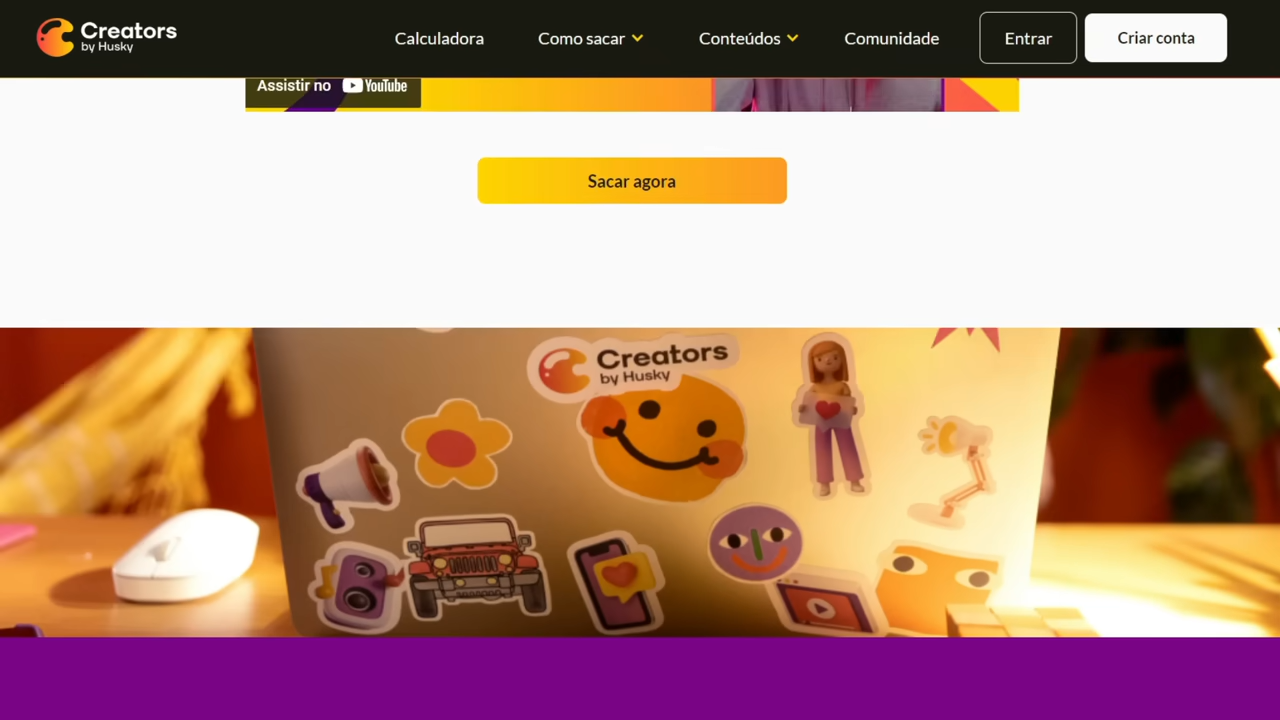 Creators
by Husky
Calculadora
Como sacar
Conteúdos
Comunidade
Entrar
Criar conta
Assistir no YouTube
Sacar agora
Creators
by Husky